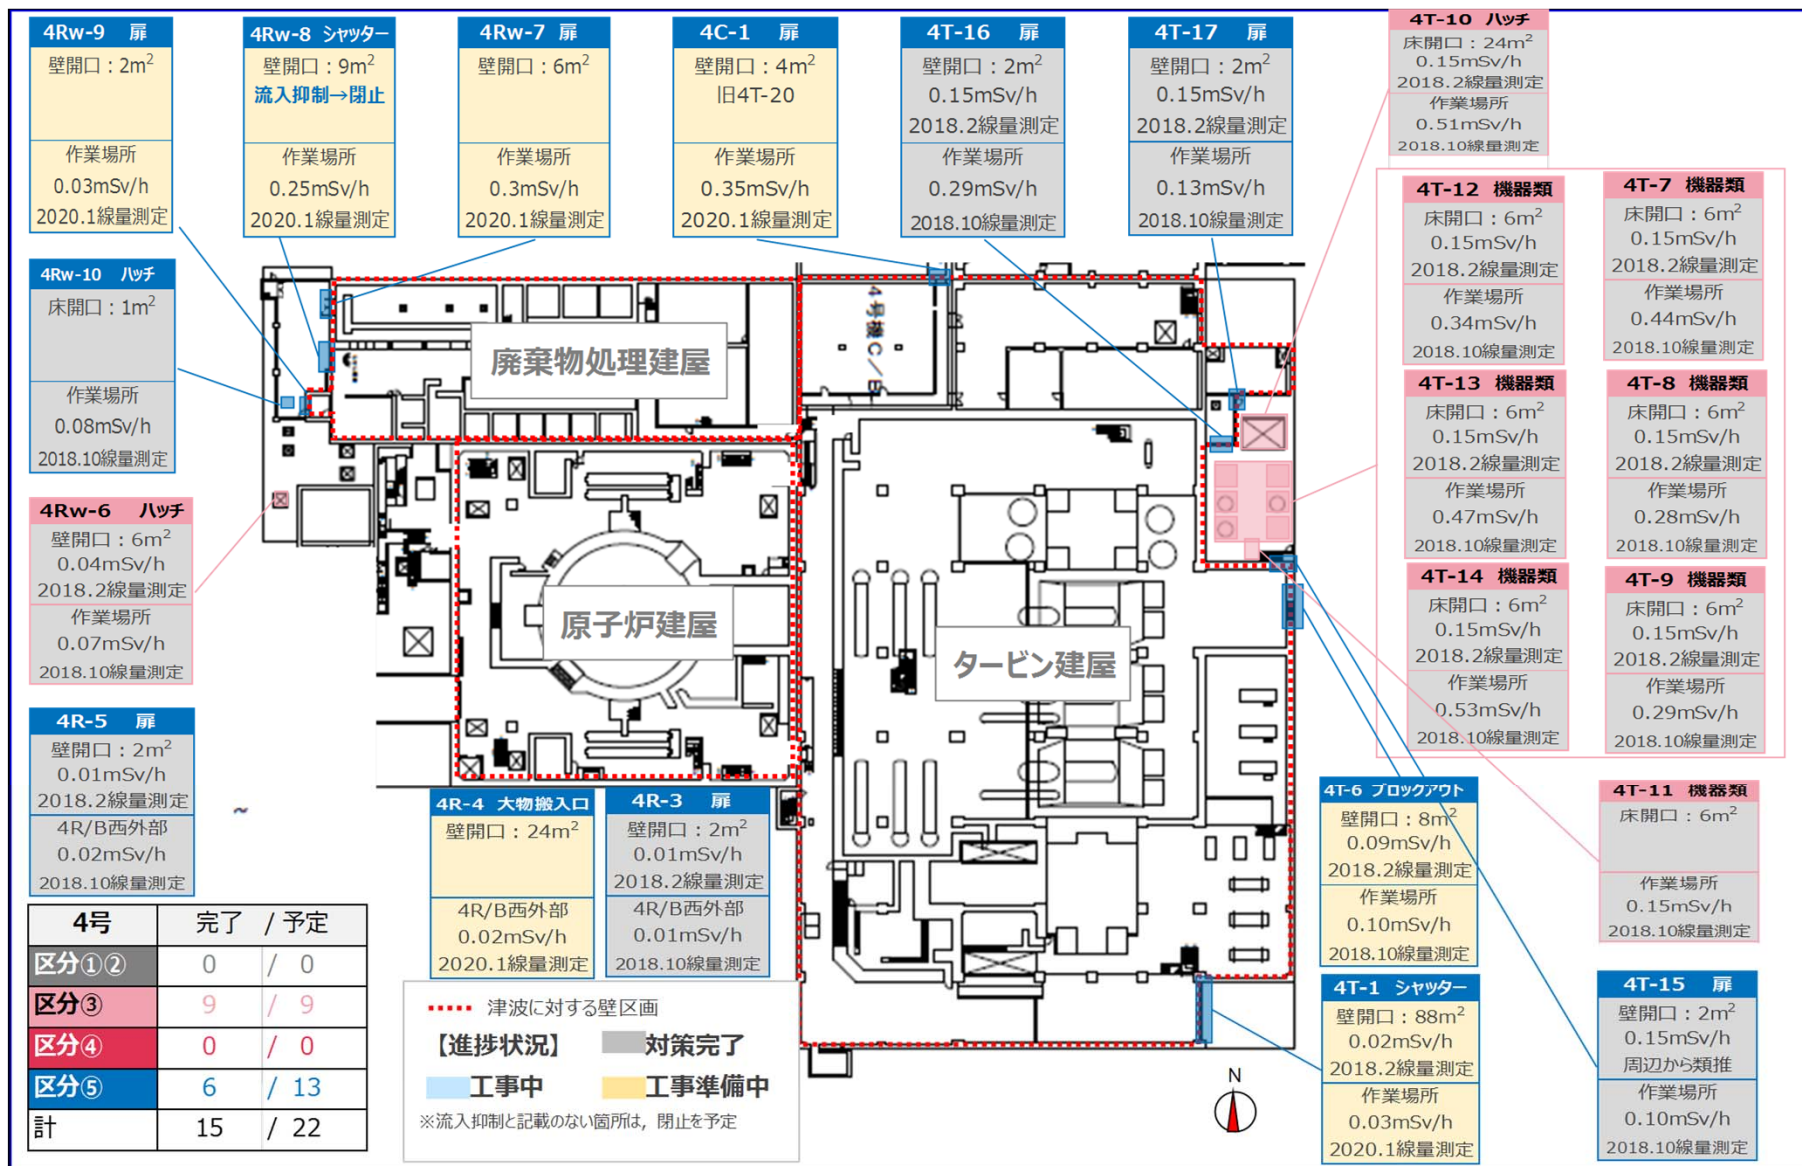 4Rw-9 扉
壁開口：2m²
作業場所
0.03mSv/h
2020.1線量測定
4Rw-8 シャッター
壁開口：9m²
流入抑制→閉止
作業場所
0.25mSv/h
2020.1線量測定
4Rw-7 扉
壁開口：6m²
作業場所
0.3mSv/h
2020.1線量測定
4C-1 扉
壁開口：4m²
旧4T-20
作業場所
0.35mSv/h
2020.1線量測定
4T-16 扉
壁開口：2m²
0.15mSv/h
2018.2線量測定
作業場所
0.29mSv/h
2018.10線量測定
4T-17 扉
壁開口：2m²
0.15mSv/h
2018.2線量測定
作業場所
0.13mSv/h
2018.10線量測定
4T-10 ハッチ
床開口：24m²
0.15mSv/h
2018.2線量測定
作業場所
0.51mSv/h
2018.10線量測定
4T-12 機器類
床開口：6m²
0.15mSv/h
2018.2線量測定
作業場所
0.34mSv/h
2018.10線量測定
4T-7 機器類
床開口：6m²
0.15mSv/h
2018.2線量測定
作業場所
0.44mSv/h
2018.10線量測定
4T-13 機器類
床開口：6m²
0.15mSv/h
2018.2線量測定
作業場所
0.47mSv/h
2018.10線量測定
4T-8 機器類
床開口：6m²
0.15mSv/h
2018.2線量測定
作業場所
0.28mSv/h
2018.10線量測定
4T-14 機器類
床開口：6m²
0.15mSv/h
2018.2線量測定
作業場所
0.53mSv/h
2018.10線量測定
4T-9 機器類
床開口：6m²
0.15mSv/h
2018.2線量測定
作業場所
0.29mSv/h
2018.10線量測定
4Rw-10 ハッチ
床開口：1m²
作業場所
0.08mSv/h
2018.10線量測定
4Rw-6 ハッチ
壁開口：6m²
0.04mSv/h
2018.2線量測定
作業場所
0.07mSv/h
2018.10線量測定
4R-5 扉
壁開口：2m²
0.01mSv/h
2018.2線量測定
4R/B西外部
0.02mSv/h
2018.10線量測定
廃棄物処理建屋
4号機C/B
原子炉建屋
タービン建屋
~
4R-4 大物搬入口
壁開口：24m²
4R/B西外部
0.02mSv/h
2020.1線量測定
4R-3 扉
壁開口：2m²
0.01mSv/h
2018.2線量測定
4R/B西外部
0.01mSv/h
2018.10線量測定
4T-6 ブロックアウト
壁開口：8m²
0.09mSv/h
2018.2線量測定
作業場所
0.10mSv/h
2018.10線量測定
4T-11 機器類
床開口：6m²
作業場所
0.15mSv/h
2018.10線量測定
4T-1 シャッター
壁開口：88m²
0.02mSv/h
2018.2線量測定
作業場所
0.03mSv/h
2020.1線量測定
4T-15 扉
壁開口：2m²
0.15mSv/h
周辺から類推
作業場所
0.10mSv/h
2018.10線量測定
4号 完了 / 予定
区分①② 0 / 0
区分③ 9 / 9
区分④ 0 / 0
区分⑤ 6 / 13
計 15 / 22
津波に対する壁区画
【進捗状況】 対策完了
工事中 工事準備中
※流入抑制と記載のない箇所は，閉止を予定
N